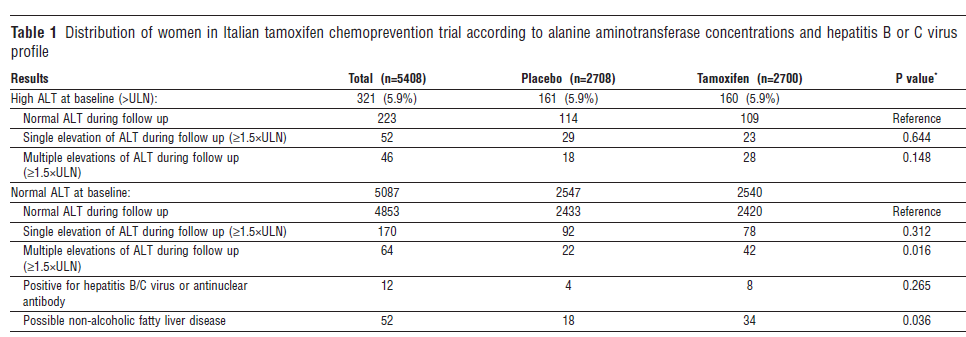 Table 1 Distribution of women in Italian tamoxifen chemoprevention trial according to alanine aminotransferase concentrations and hepatitis B or C virus
profile
Results Total (n=5408) Placebo (n=2708) Tamoxifen (n=2700) P value*
High ALT at baseline (>ULN): 321 (5.9%) 161 (5.9%) 160 (5.9%)
Normal ALT during follow up 223 114 109 Reference
Single elevation of ALT during follow up (≥1.5×ULN) 52 29 23 0.644
Multiple elevations of ALT during follow up 46 18 28 0.148
(≥1.5×ULN)
Normal ALT at baseline: 5087 2547 2540
Normal ALT during follow up 4853 2433 2420 Reference
Single elevation of ALT during follow up (≥1.5×ULN) 170 92 78 0.312
Multiple elevations of ALT during follow up 64 22 42 0.016
(≥1.5×ULN)
Positive for hepatitis B/C virus or antinuclear 12 4 8 0.265
antibody
Possible non-alcoholic fatty liver disease 52 18 34 0.036